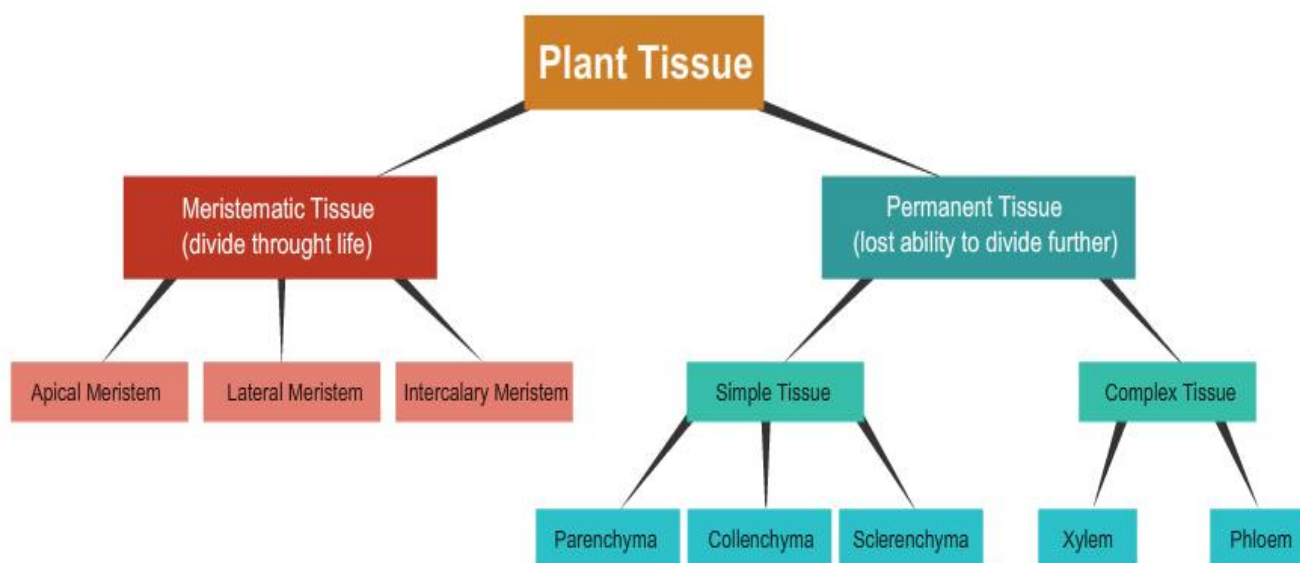 Plant Tissue
Meristematic Tissue
(divide throught life)
Permanent Tissue
(lost ability to divide further)
Apical Meristem
Lateral Meristem
Intercalary Meristem
Simple Tissue
Complex Tissue
Parenchyma
Collenchyma
Sclerenchyma
Xylem
Phloem